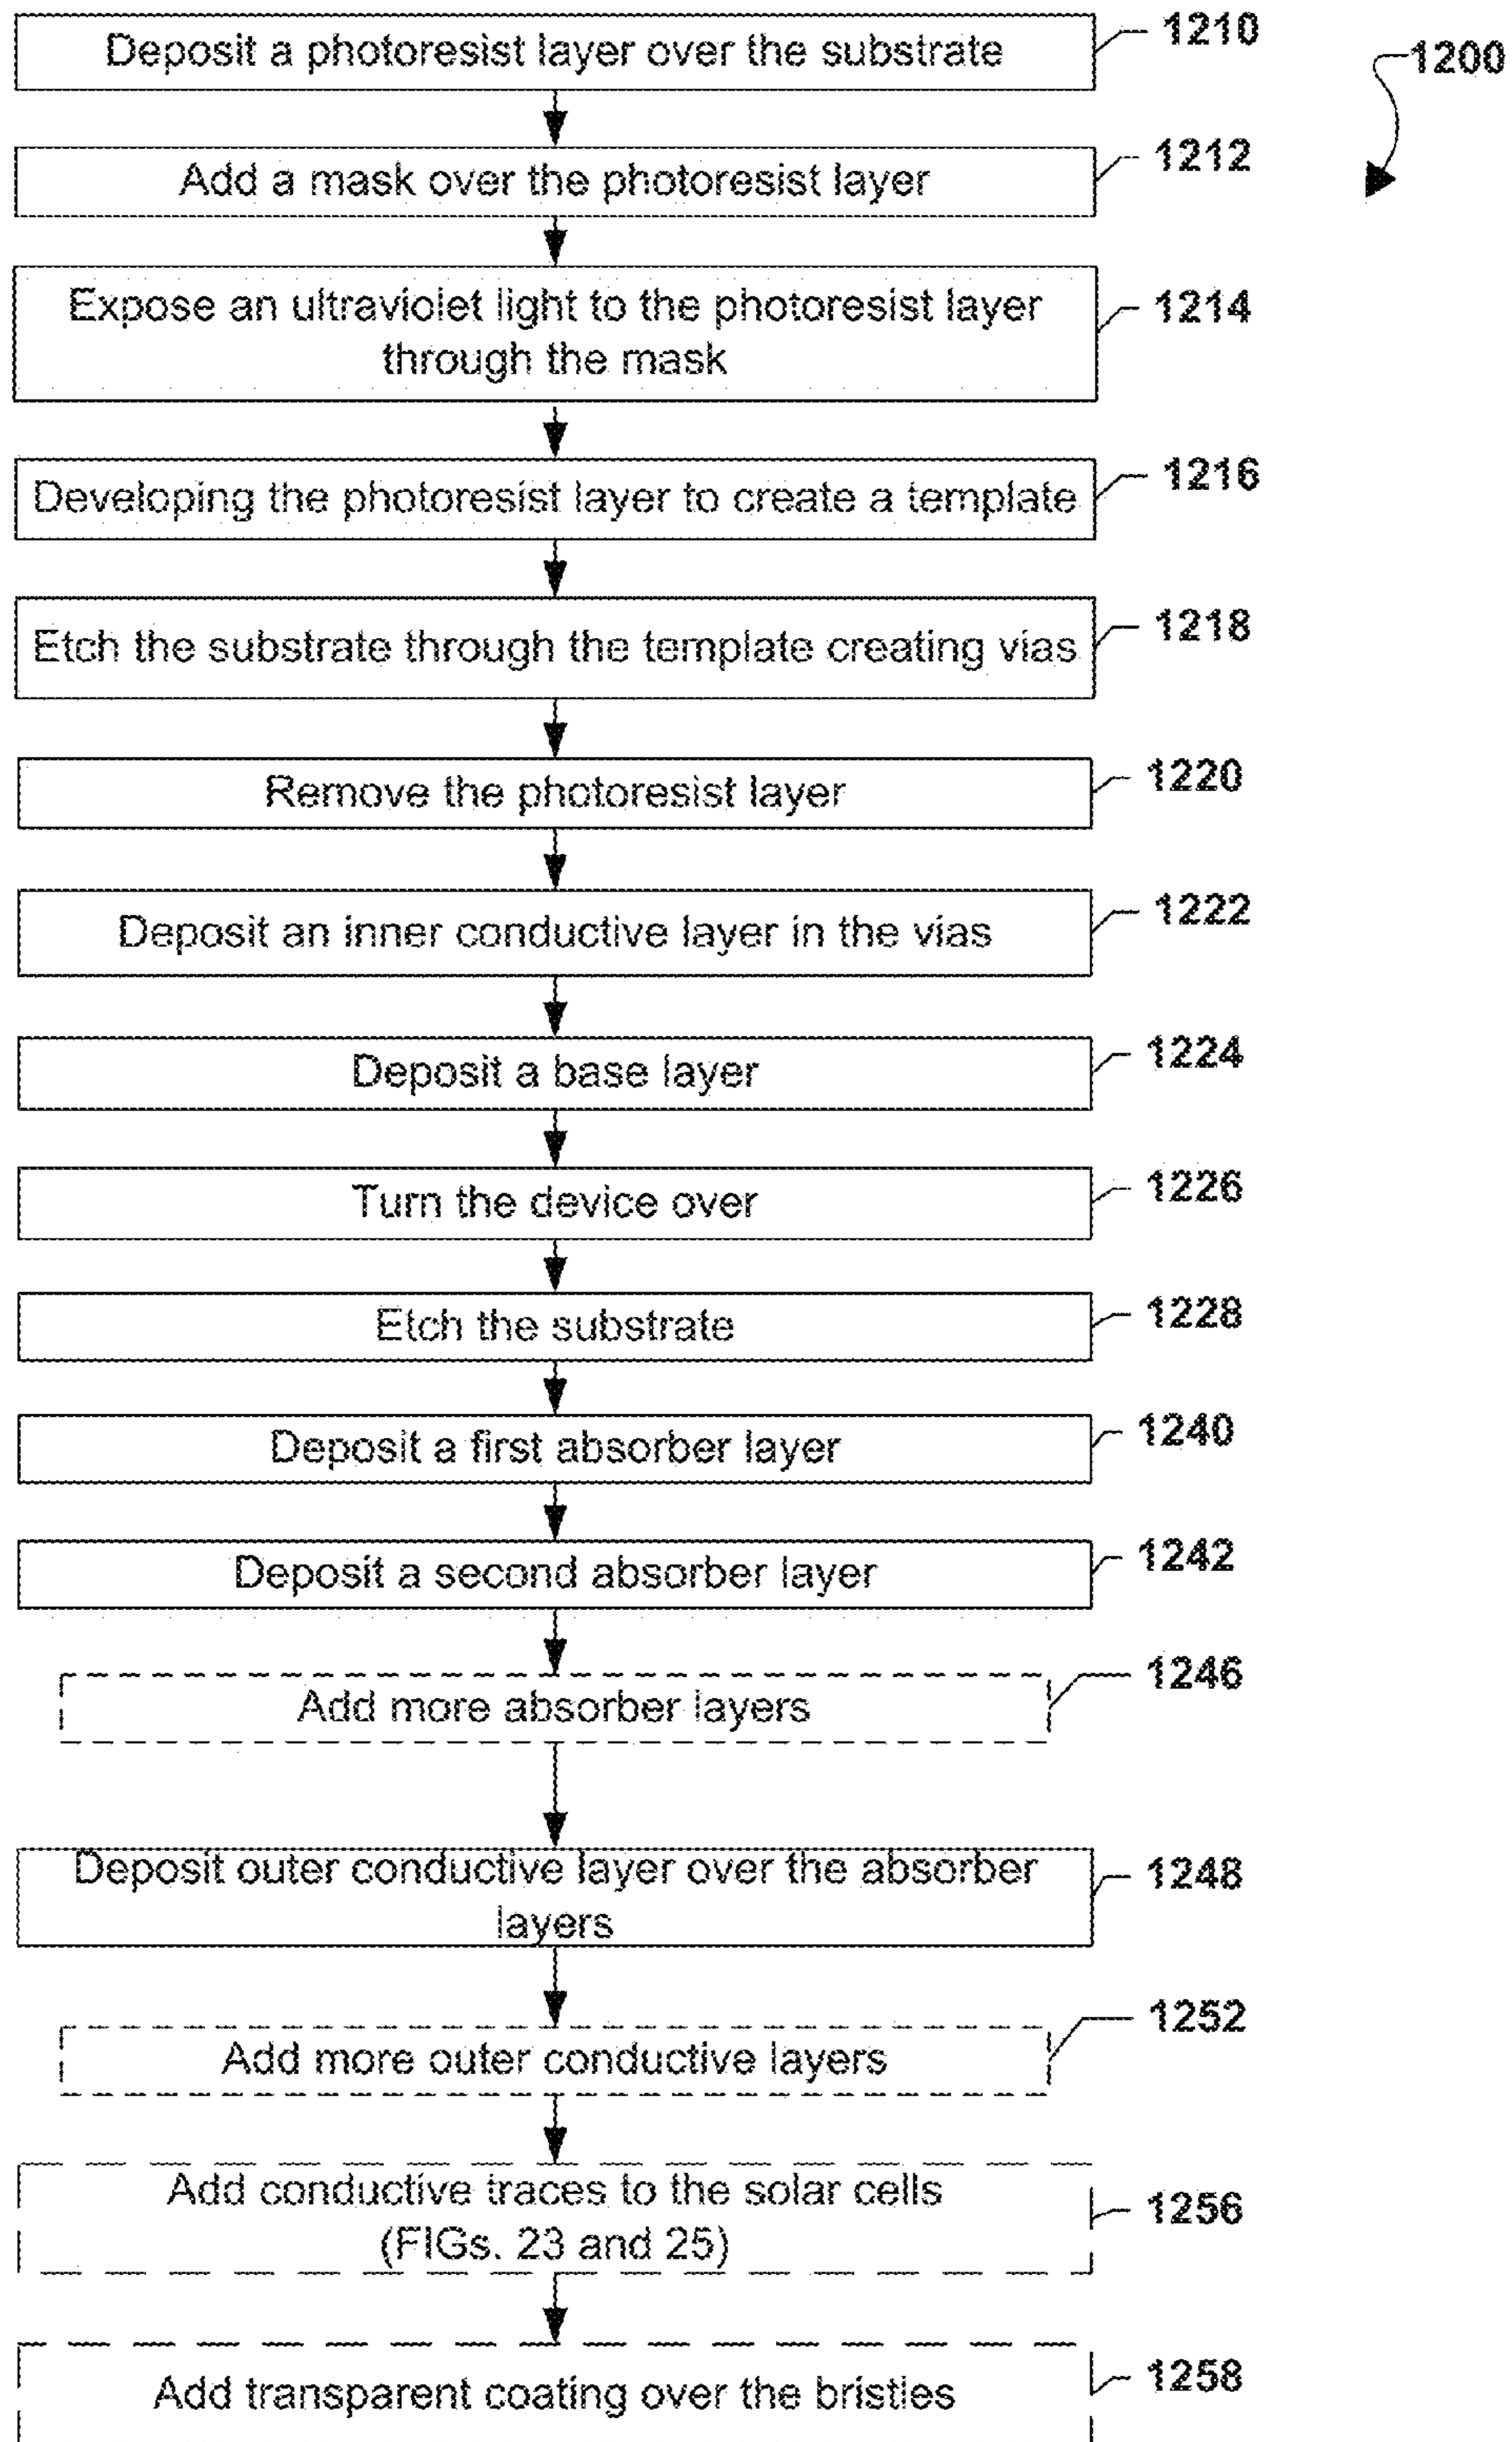 Deposit a photoresist layer over the substrate
1210
1200
Add a mask over the photoresist layer
1212
Expose an ultraviolet light to the photoresist layer
through the mask
1214
Developing the photoresist layer to create a template
1216
Etch the substrate through the template creating vias
1218
Remove the photoresist layer
1220
Deposit an inner conductive layer in the vias
1222
Deposit a base layer
1224
Turn the device over
1226
Etch the substrate
1228
Deposit a first absorber layer
1240
Deposit a second absorber layer
1242
Add more absorber layers
1246
Deposit outer conductive layer over the absorber
layers
1248
Add more outer conductive layers
1252
Add conductive traces to the solar cells
(FIGs. 23 and 25)
1256
Add transparent coating over the bristles
1258